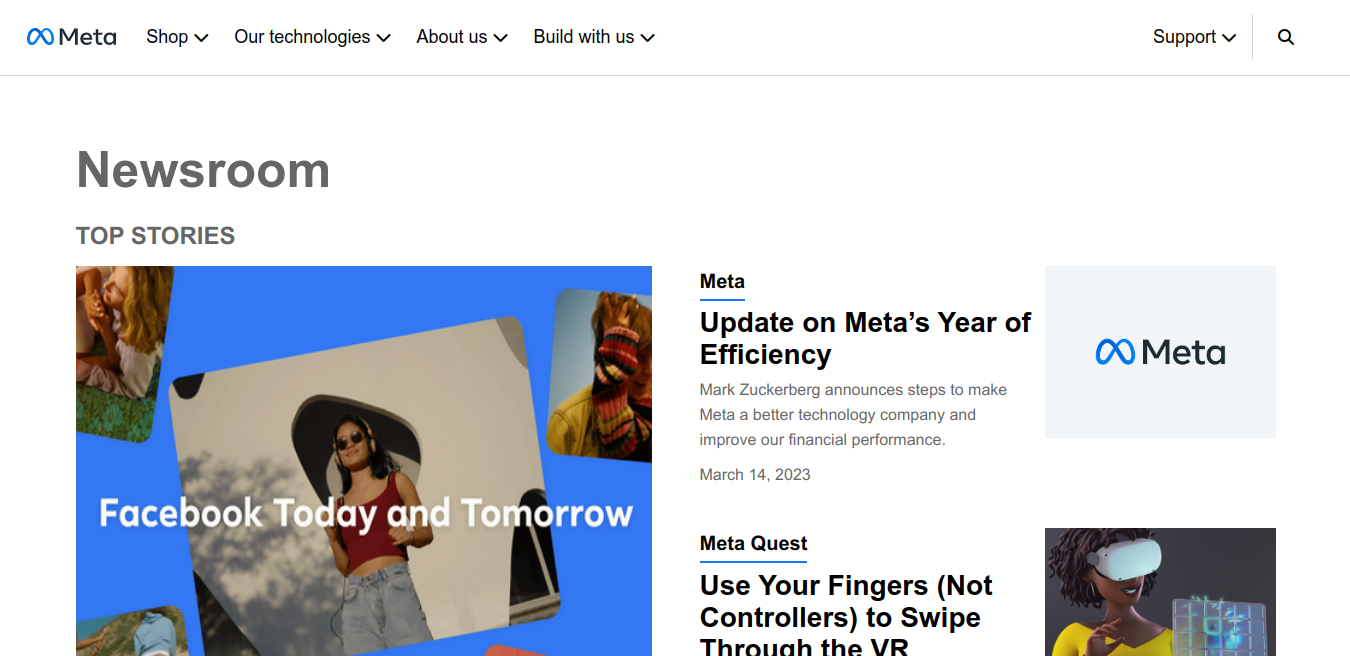 Meta
Shop
Our technologies
About us
Build with us
Support
Newsroom
TOP STORIES
Facebook Today and Tomorrow
Meta
Update on Meta’s Year of
Efficiency
Mark Zuckerberg announces steps to make
Meta a better technology company and
improve our financial performance.
March 14, 2023
Meta
Meta Quest
Use Your Fingers (Not
Controllers) to Swipe
Through the VR